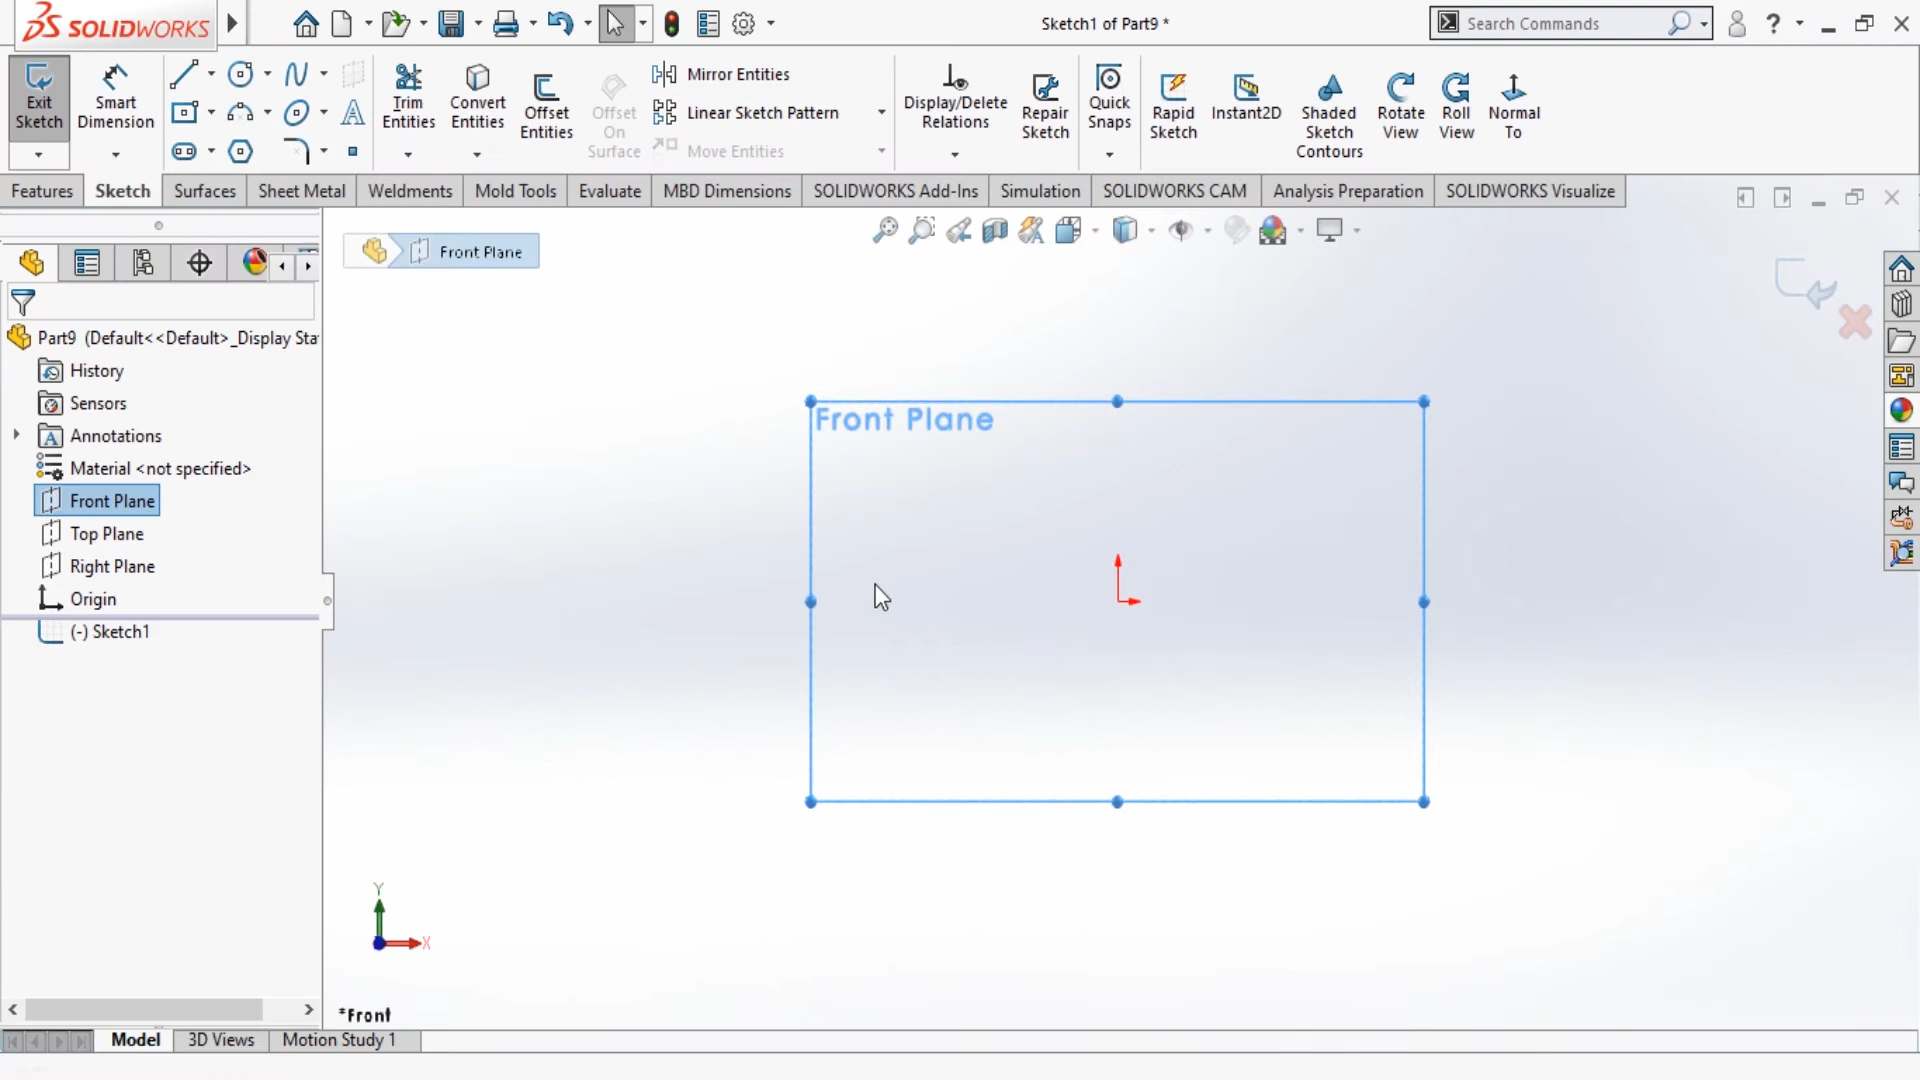 SOLIDWORKS
Sketch1 of Part9 *
Search Commands
?
Exit Sketch
Smart Dimension
Trim Entities
Convert Entities
Offset Entities
Offset On Surface
Mirror Entities
Linear Sketch Pattern
Move Entities
Display/Delete Relations
Repair Sketch
Quick Snaps
Rapid Sketch
Instant2D
Shaded Sketch Contours
Rotate View
Roll View
Normal To
Features
Sketch
Surfaces
Sheet Metal
Weldments
Mold Tools
Evaluate
MBD Dimensions
SOLIDWORKS Add-Ins
Simulation
SOLIDWORKS CAM
Analysis Preparation
SOLIDWORKS Visualize
Front Plane
Part9 (Default<<Default>_Display Sta
History
Sensors
Annotations
Material <not specified>
Front Plane
Top Plane
Right Plane
Origin
(-) Sketch1
Front Plane
Y
X
*Front
Model
3D Views
Motion Study 1